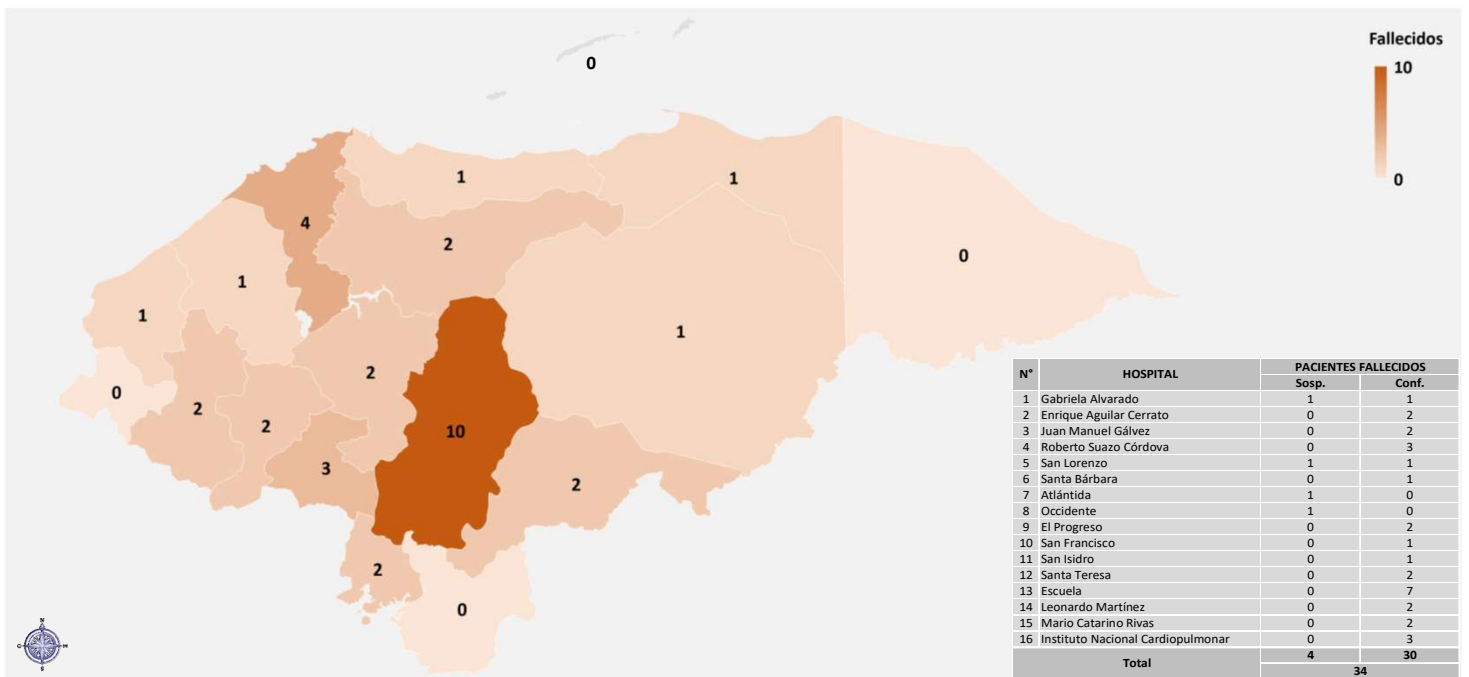 Fallecidos
10
0
0
1
1
4
2
0
1
1
1
2
0
2
2
10
3
2
2
0
N°
HOSPITAL
PACIENTES FALLECIDOS
Sosp. Conf.
1 Gabriela Alvarado 1 1
2 Enrique Aguilar Cerrato 0 2
3 Juan Manuel Gálvez 0 2
4 Roberto Suazo Córdova 0 3
5 San Lorenzo 1 1
6 Santa Bárbara 0 1
7 Atlántida 1 0
8 Occidente 1 0
9 El Progreso 0 2
10 San Francisco 0 1
11 San Isidro 0 1
12 Santa Teresa 0 2
13 Escuela 0 7
14 Leonardo Martínez 0 2
15 Mario Catarino Rivas 0 2
16 Instituto Nacional Cardiopulmonar 0 3
Total 4 30
34